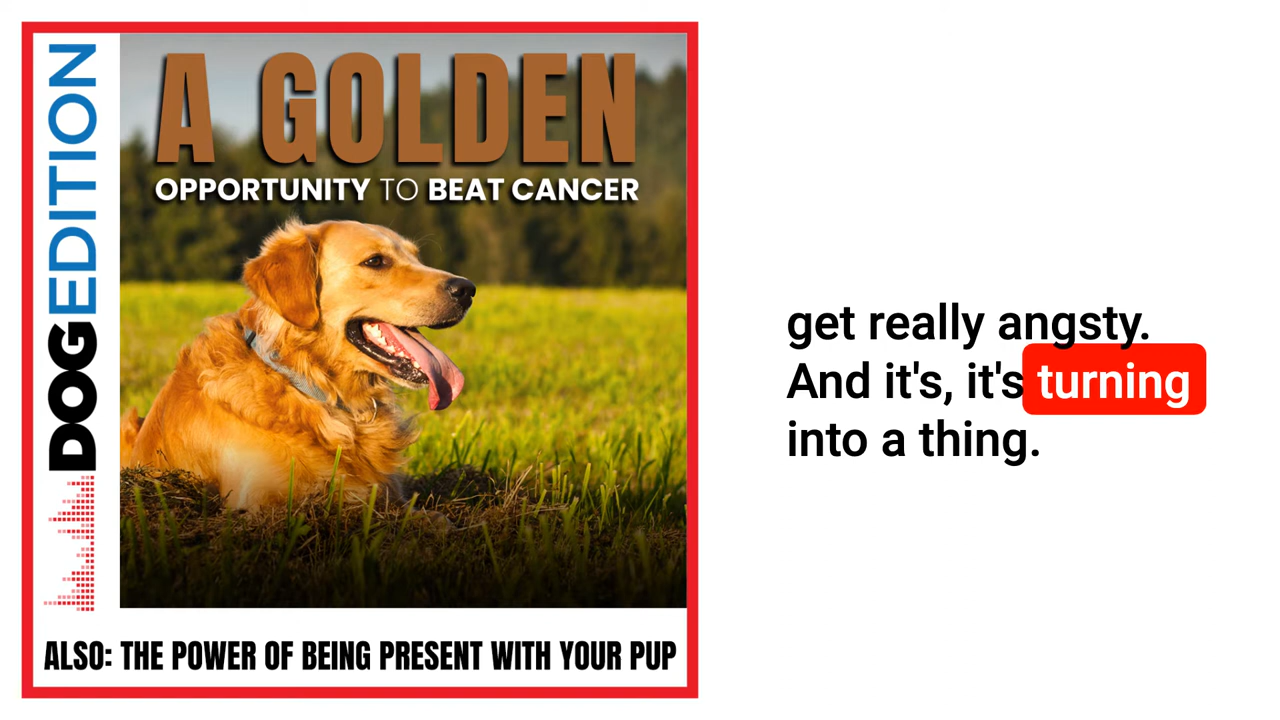 DOGEDITION
A GOLDEN
OPPORTUNITY TO BEAT CANCER
ALSO: THE POWER OF BEING PRESENT WITH YOUR PUP
get really angsty.
And it's, it's turning
into a thing.